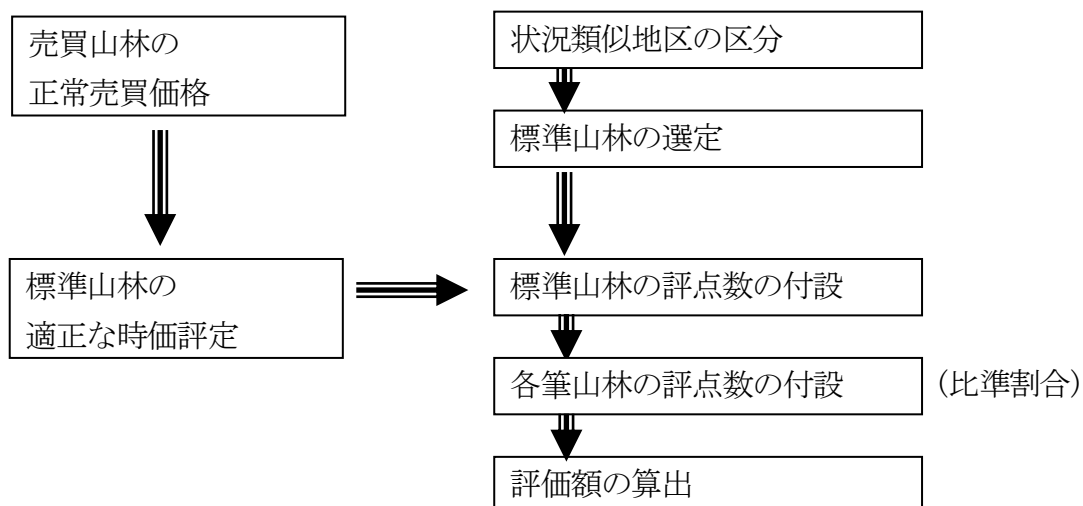 売買山林の
正常売買価格
標準山林の
適正な時価評定
状況類似地区の区分
標準山林の選定
標準山林の評点数の付設
各筆山林の評点数の付設
(比準割合)
評価額の算出